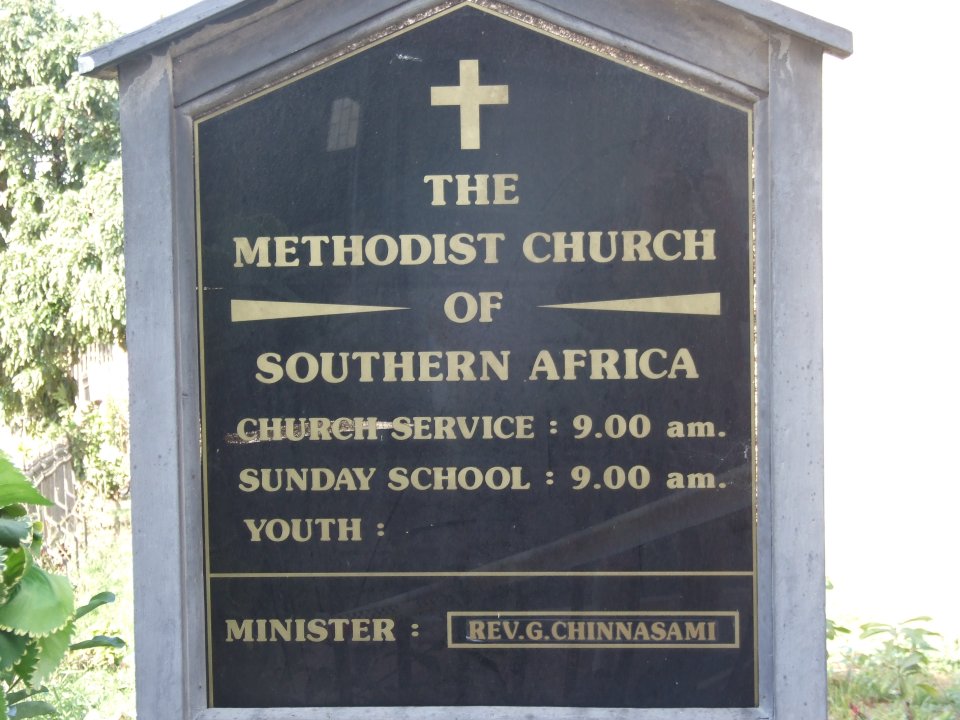 THE
METHODIST CHURCH
OF
SOUTHERN AFRICA
CHURCH SERVICE : 9.00 am.
SUNDAY SCHOOL : 9.00 am.
YOUTH :
MINISTER : REV.G.CHINNASAMI